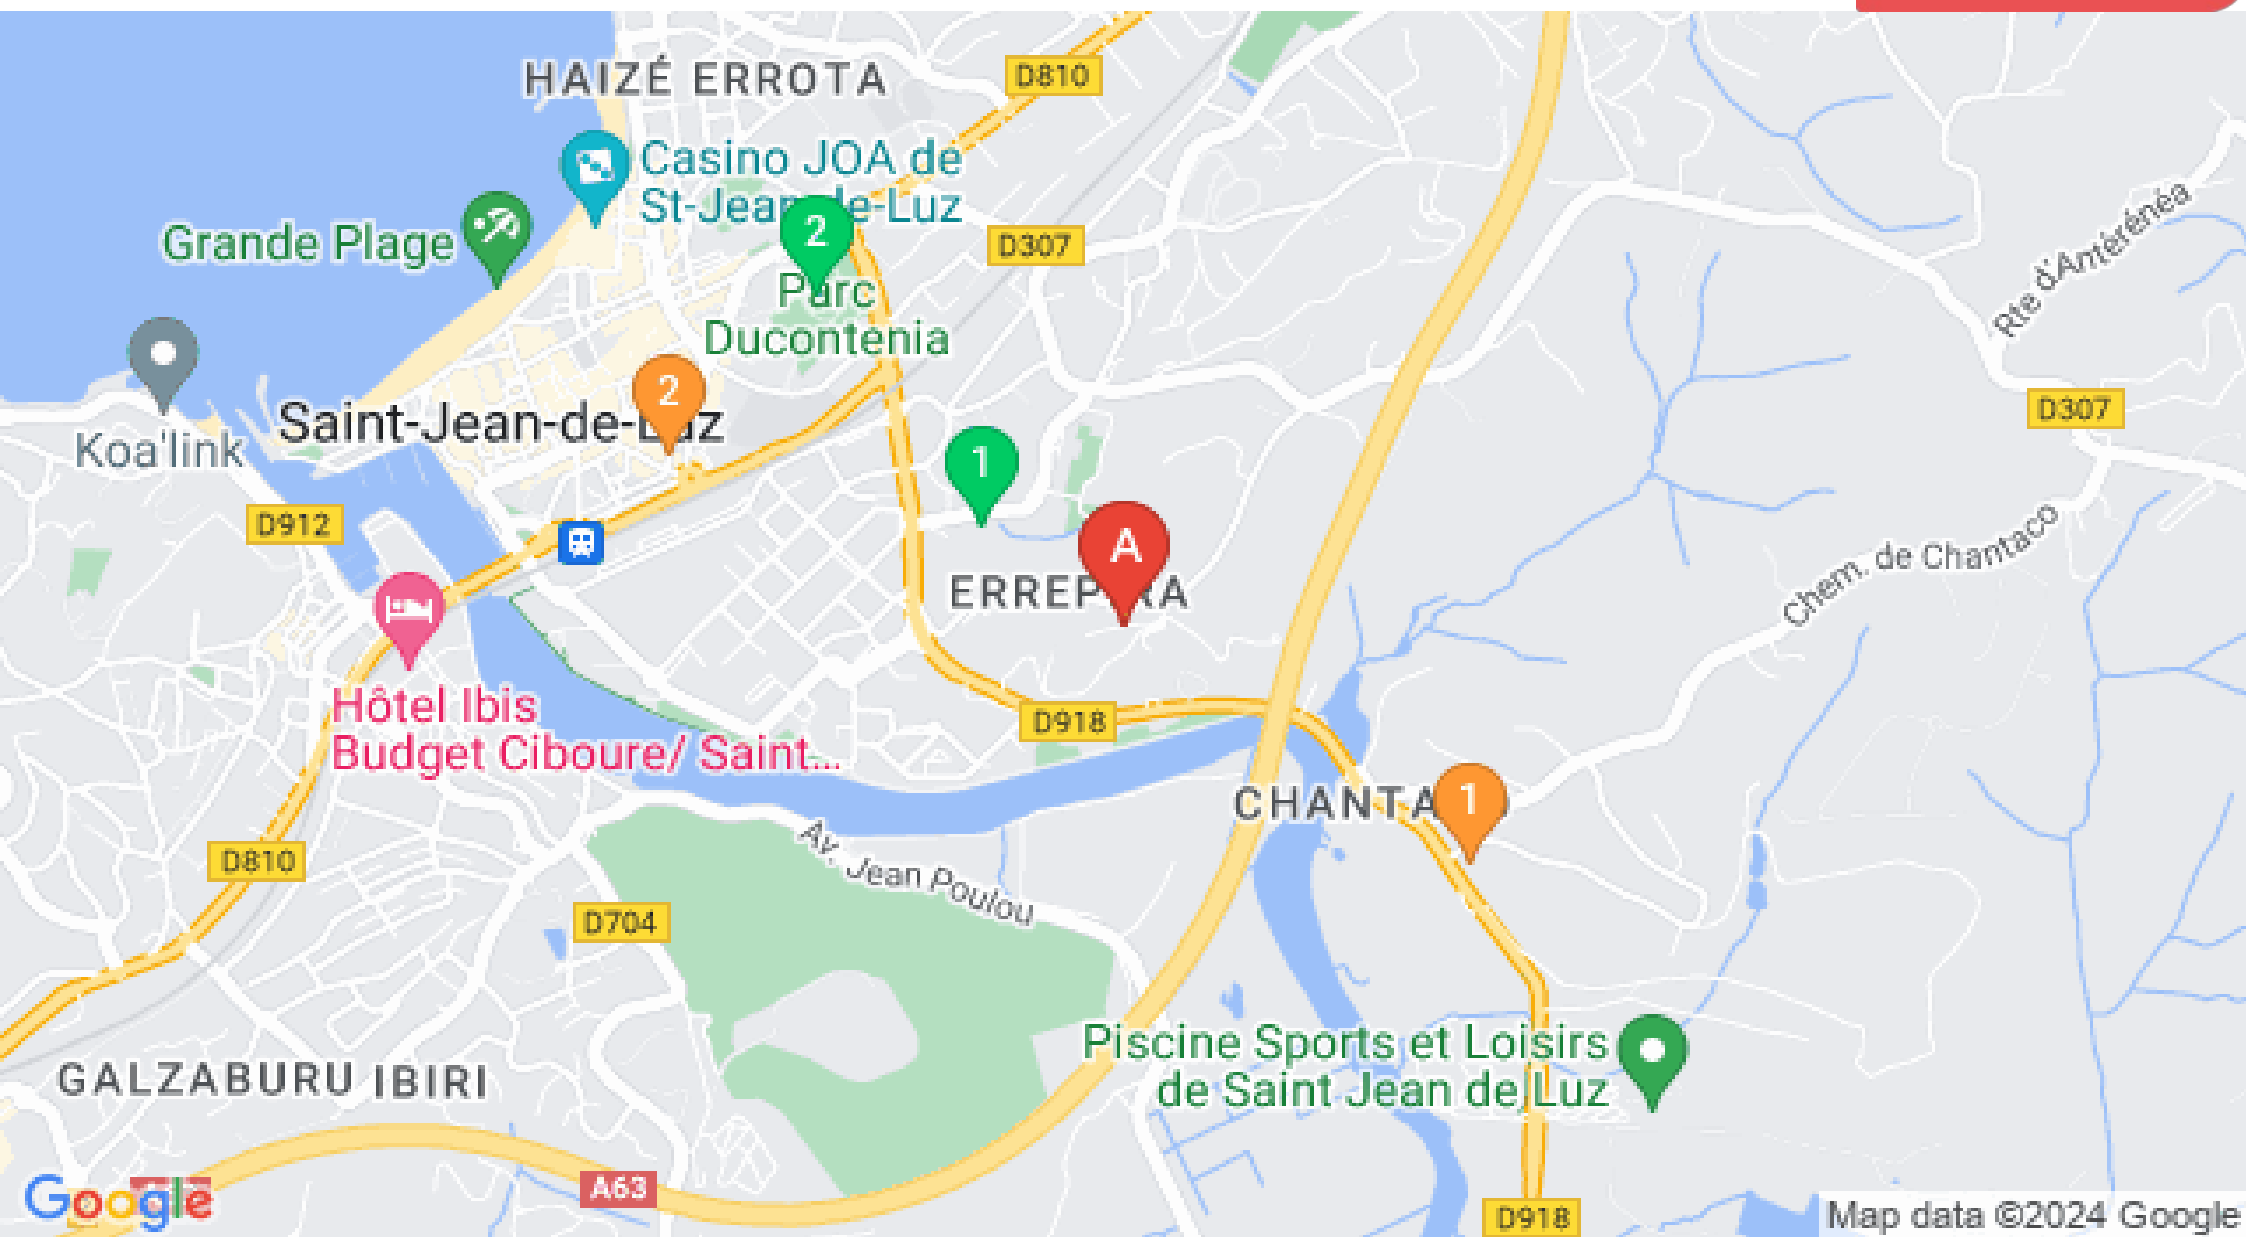 HAIZÉ ERROTA
D810
Casino JOA de
St-Jean-de-Luz
Grande Plage
2
D307
Rte d'Antérénéa
Parc
Ducontenia
2
Saint-Jean-de-Luz
Koa'link
D307
1
D912
A
Chem. de Chantaco
Hôtel Ibis
Budget Ciboure/ Saint...
D918
1
CHANTA
Av. Jean Poulou
D810
D704
Piscine Sports et Loisirs
de Saint Jean de Luz
GALZABURU
IBIRI
A63
Google
D918
Map data ©2024 Google